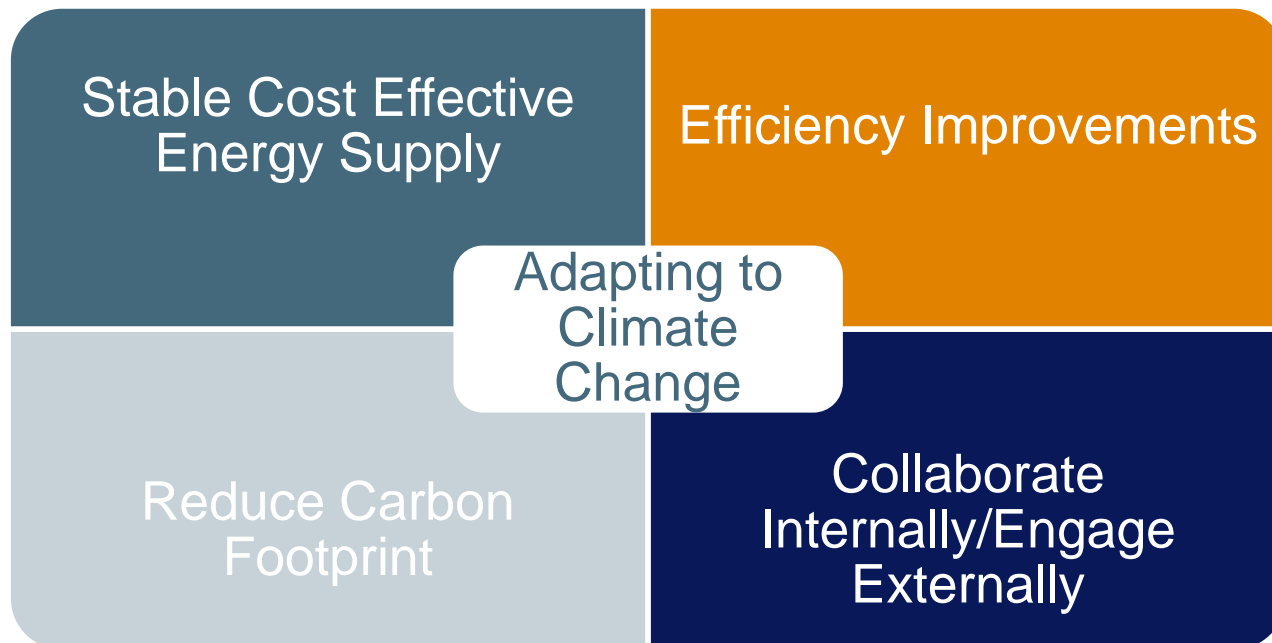 Stable Cost Effective
Energy Supply
Efficiency Improvements
Adapting to
Climate
Change
Reduce Carbon
Footprint
Collaborate
Internally/Engage
Externally